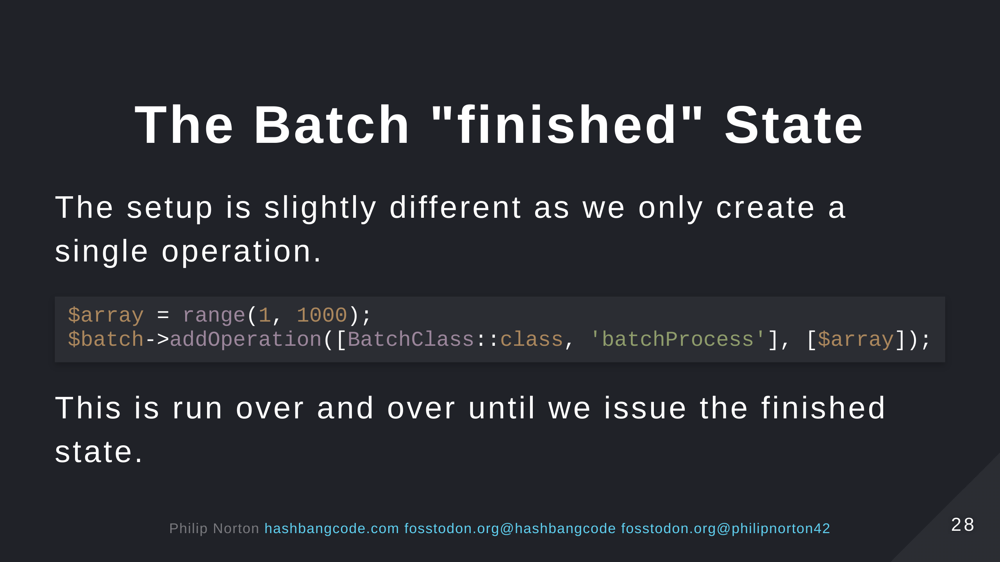 The Batch "finished" State
The setup is slightly different as we only create a
single operation.
$array = range(1, 1000);
$batch->addOperation([BatchClass::class, 'batchProcess'], [$array]);
This is run over and over until we issue the finished
state.
Philip Norton hashbangcode.com fosstodon.org@hashbangcode fosstodon.org@philipnorton42
28